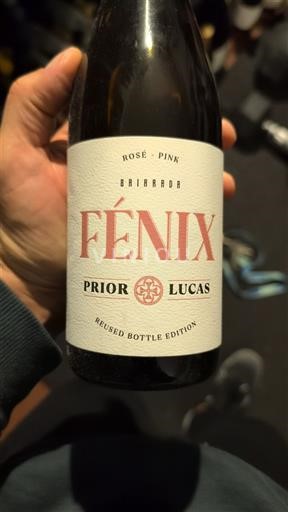 ROSÉ · PINK
BAIRRADA
FÉNIX
PRIOR LUCAS
REUSED BOTTLE EDITION